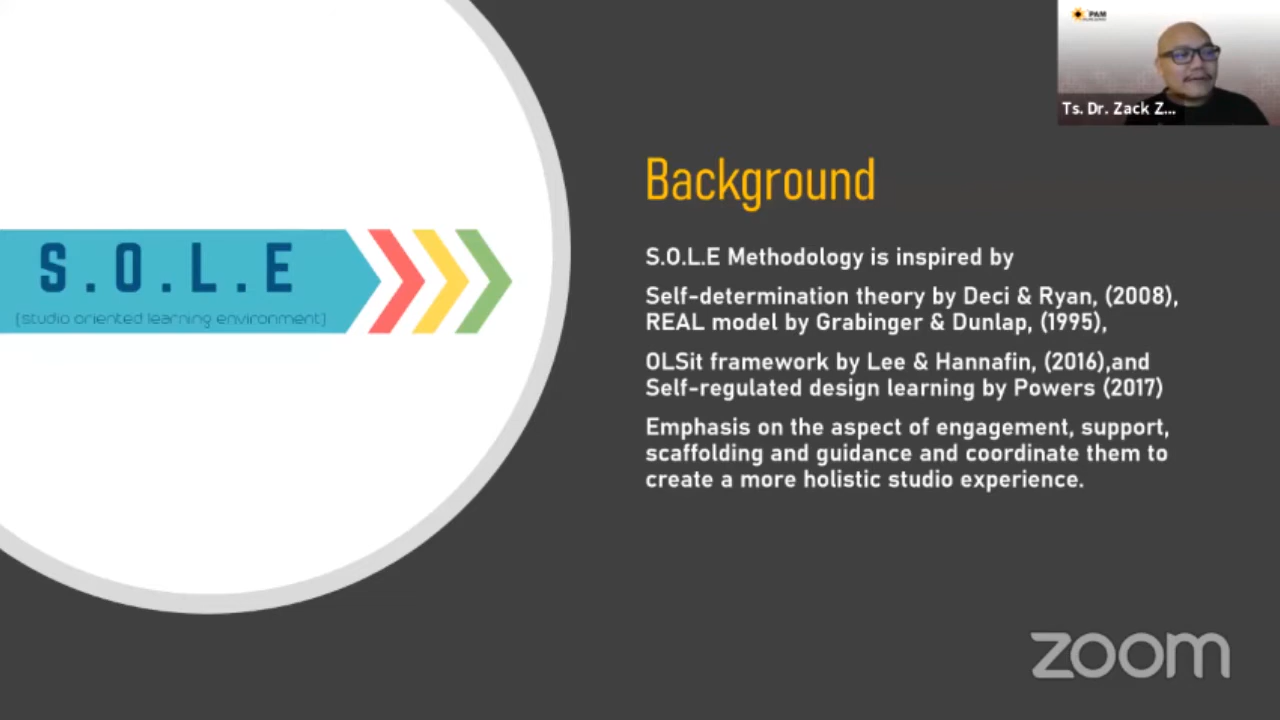 PAM
Ts. Dr. Zack Z...
S.O.L.E
[studio oriented learning environment]
Background
S.O.L.E Methodology is inspired by
Self-determination theory by Deci & Ryan, (2008),
REAL model by Grabinger & Dunlap, (1995),
OLSit framework by Lee & Hannafin, (2016),and
Self-regulated design learning by Powers (2017)
Emphasis on the aspect of engagement, support,
scaffolding and guidance and coordinate them to
create a more holistic studio experience.
zoom